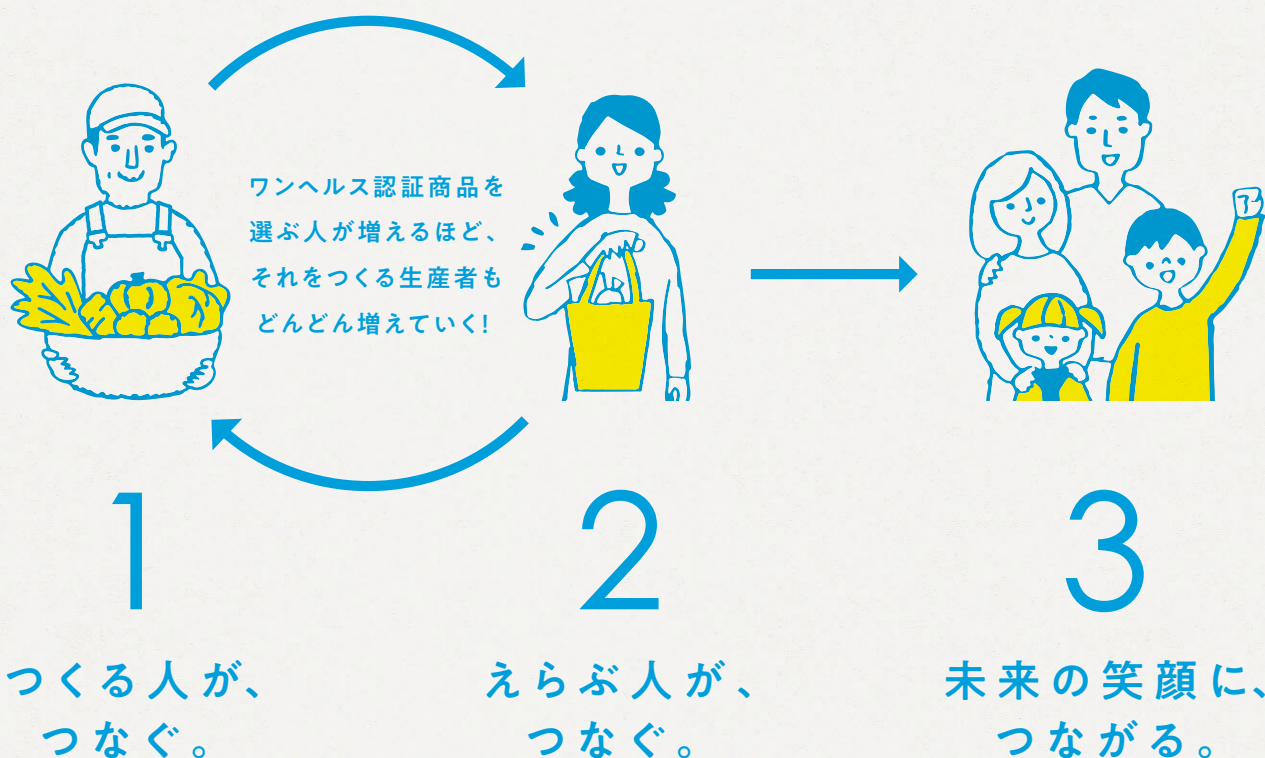 ワンヘルス認証商品を
選ぶ人が増えるほど、
それをつくる生産者も
どんどん増えていく!
1
つくる人が、
つなぐ。
2
えらぶ人が、
つなぐ。
3
未来の笑顔に、
つながる。